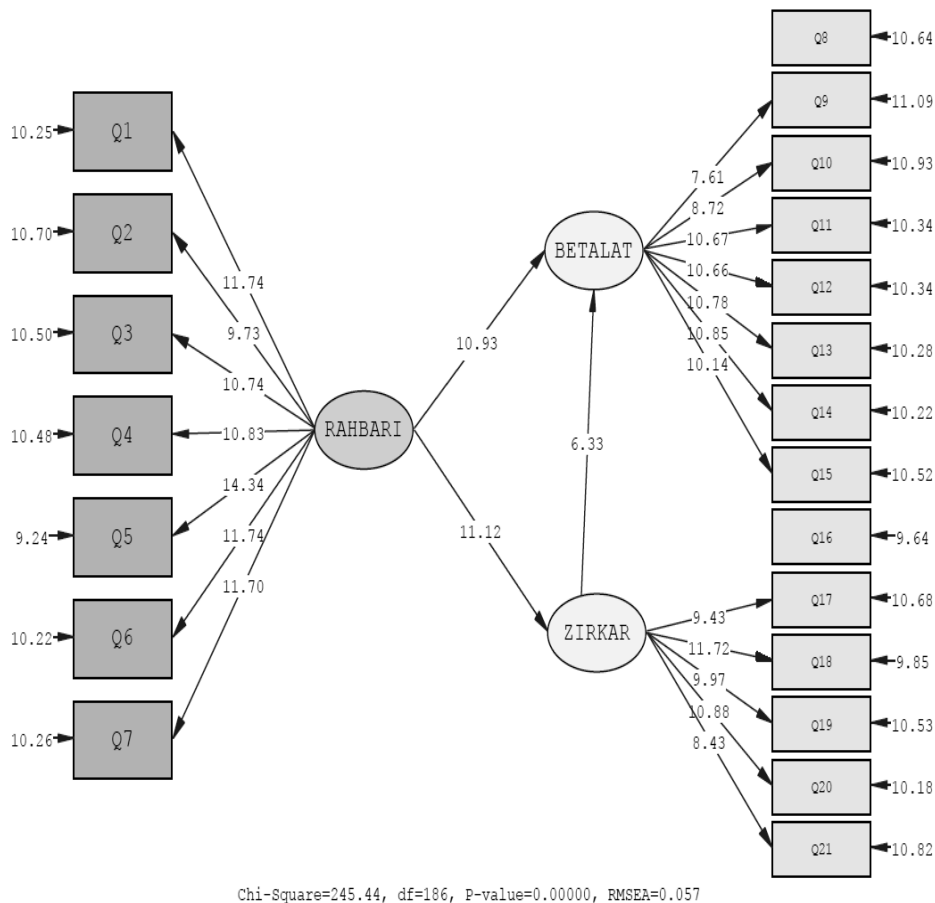 10.25 Q1
10.70 Q2
10.50 Q3
10.48 Q4
9.24 Q5
10.22 Q6
10.26 Q7
11.74
9.73
10.74
10.83
14.34
11.74
11.70
RAHBARI
10.93
11.12
BETALAT
6.33
ZIRKAR
7.61
8.72
10.67
10.66
10.78
10.85
10.14
9.43
11.72
9.97
10.88
8.43
Q8 10.64
Q9 11.09
Q10 10.93
Q11 10.34
Q12 10.34
Q13 10.28
Q14 10.22
Q15 10.52
Q16 9.64
Q17 10.68
Q18 9.85
Q19 10.53
Q20 10.18
Q21 10.82
Chi-Square=245.44, df=186, P-value=0.00000, RMSEA=0.057